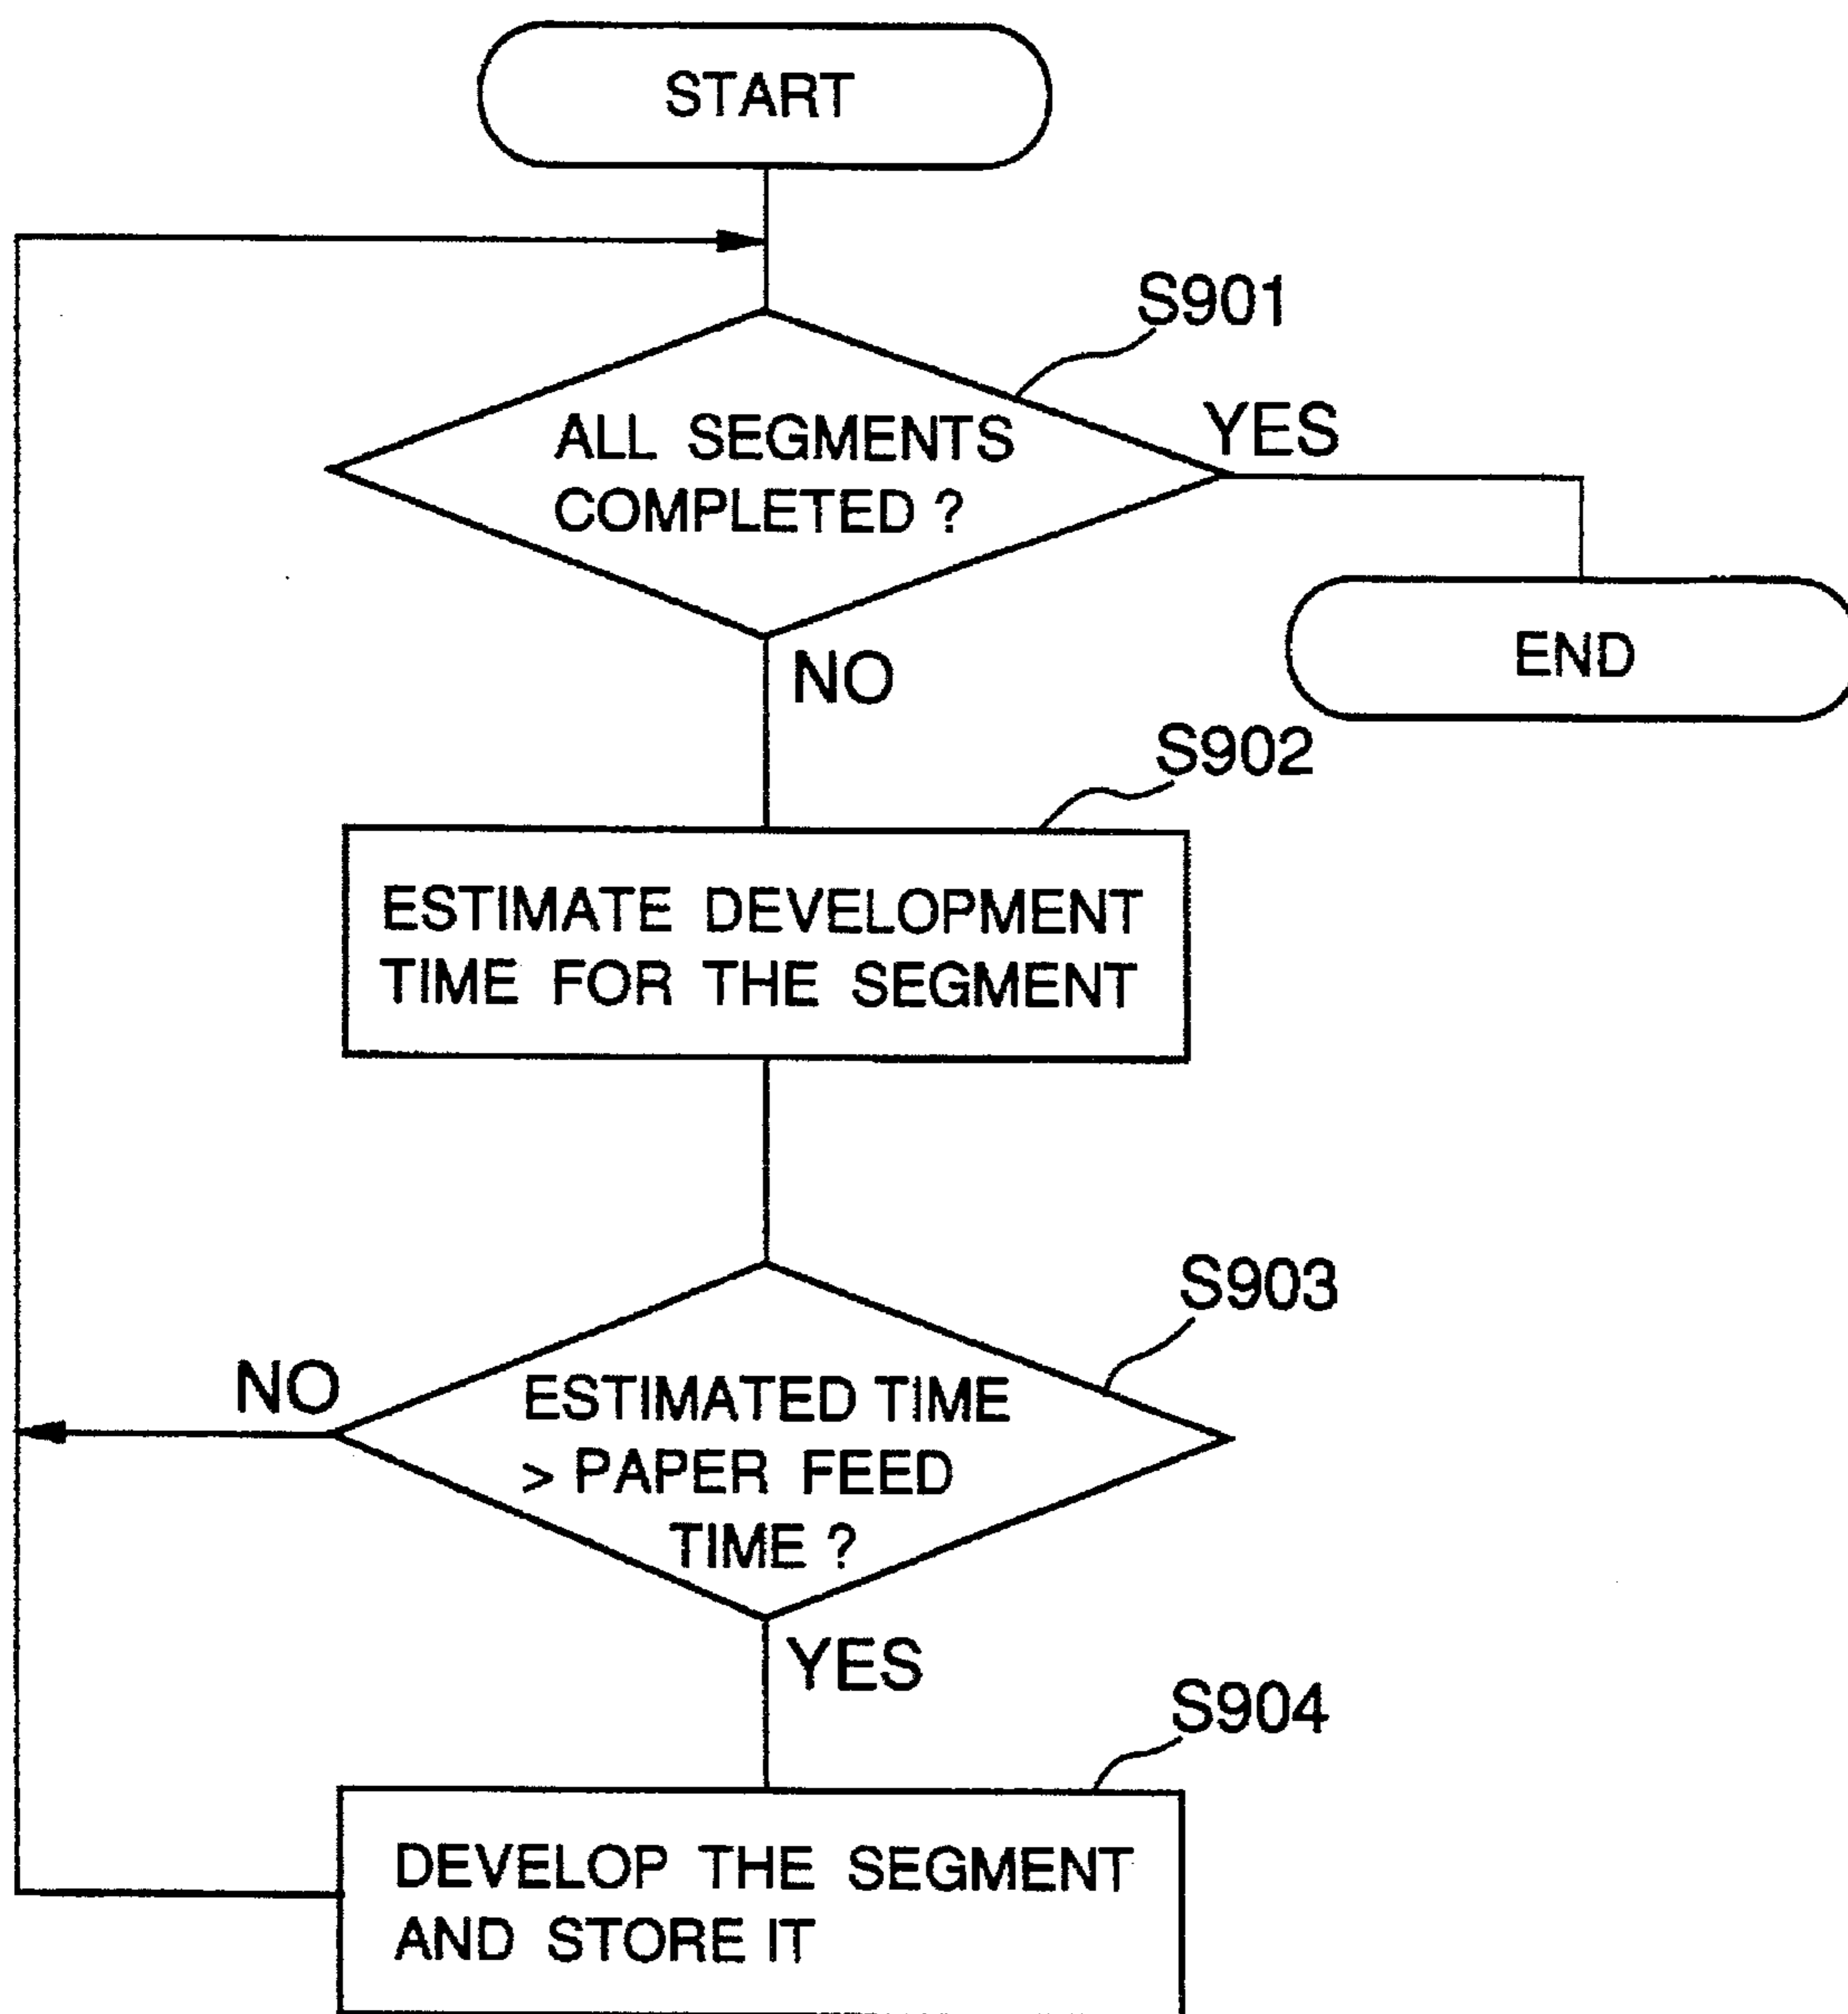 START
S901
ALL SEGMENTS
COMPLETED ?
YES
END
NO
S902
ESTIMATE DEVELOPMENT
TIME FOR THE SEGMENT
S903
NO
ESTIMATED TIME
> PAPER FEED
TIME ?
YES
S904
DEVELOP THE SEGMENT
AND STORE IT